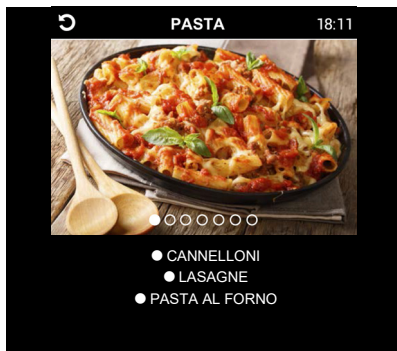 PASTA 18:11
● CANNELLONI
● LASAGNE
● PASTA AL FORNO